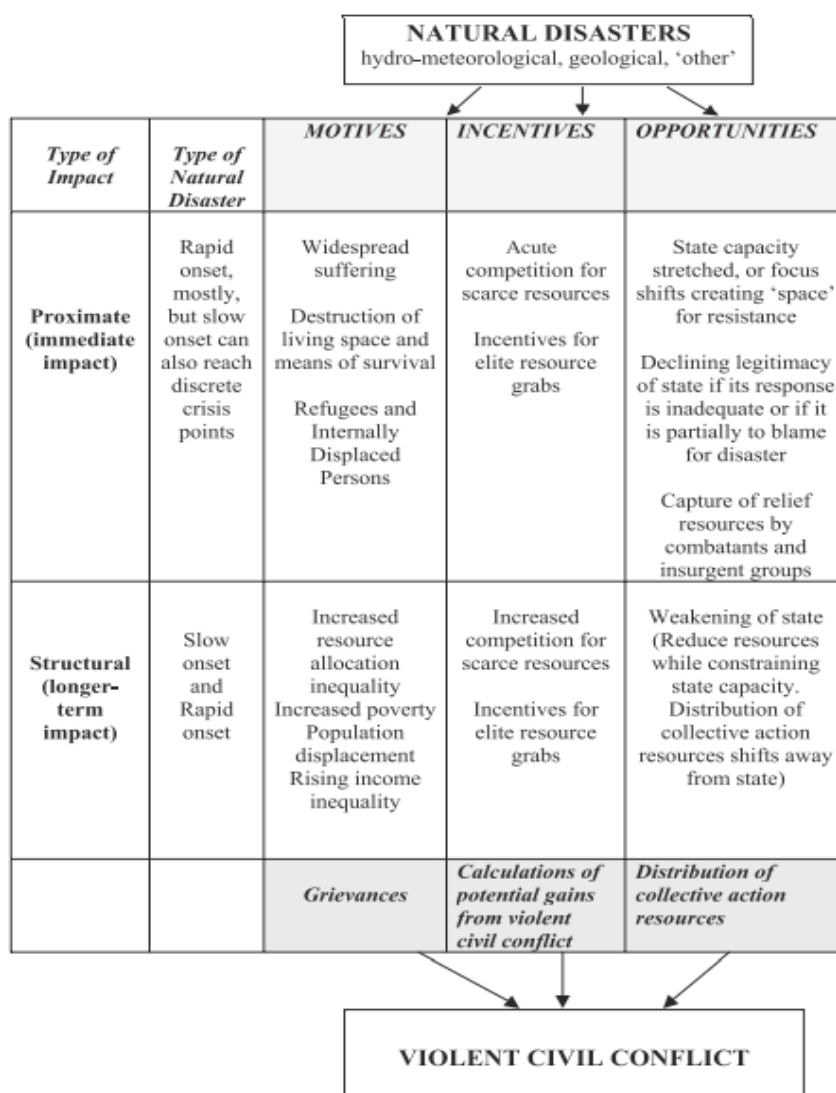 NATURAL DISASTERS
hydro-meteorological, geological, 'other'
Type of
Impact
Type of
Natural
Disaster
MOTIVES
INCENTIVES
OPPORTUNITIES
Proximate
(immediate
impact)
Rapid
onset,
mostly,
but slow
onset can
also reach
discrete
crisis
points
Widespread
suffering
Destruction of
living space and
means of survival
Refugees and
Internally
Displaced
Persons
Acute
competition for
scarce resources
Incentives for
elite resource
grabs
State capacity
stretched, or focus
shifts creating 'space'
for resistance
Declining legitimacy
of state if its response
is inadequate or if it
is partially to blame
for disaster
Capture of relief
resources by
combatants and
insurgent groups
Structural
(longer-
term
impact)
Slow
onset
and
Rapid
onset
Increased
resource
allocation
inequality
Increased poverty
Population
displacement
Rising income
inequality
Increased
competition for
scarce resources
Incentives for
elite resource
grabs
Weakening of state
(Reduce resources
while constraining
state capacity.
Distribution of
collective action
resources shifts away
from state)
Grievances
Calculations of
potential gains
from violent
civil conflict
Distribution of
collective action
resources
VIOLENT CIVIL CONFLICT